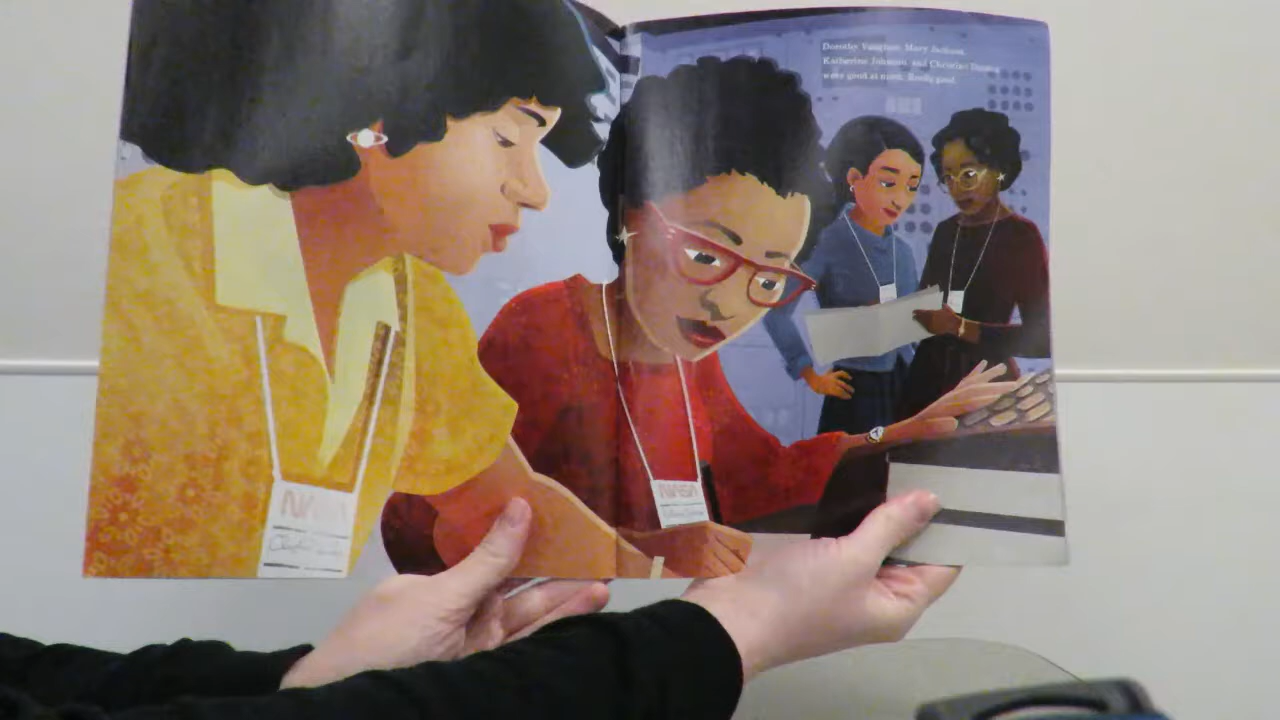 Dorothy Vaughan, Mary Jackson,
Katherine Johnson, and Christine Darden
were good at math. Really good.
NASA
NASA